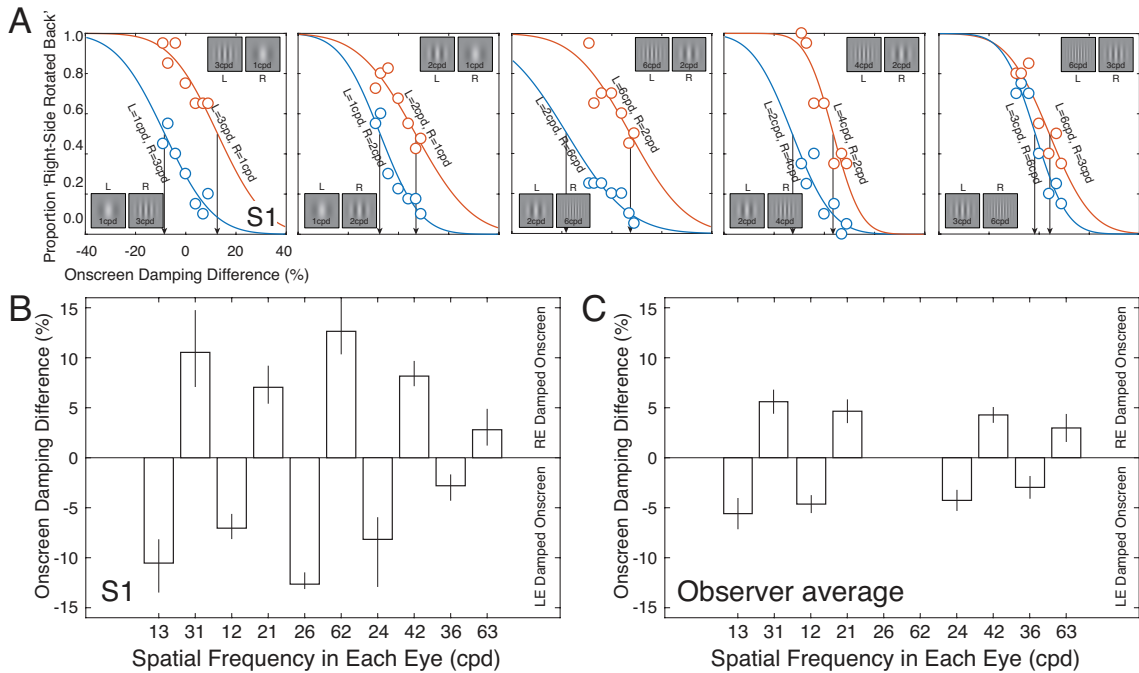 A
Proportion ‘Right-Side Rotated Back’
1.0
0.8
0.6
0.4
0.2
0.0
3cpd
1cpd
L
R
L=1cpd, R=3cpd
L=3cpd, R=1cpd
L
R
1cpd
3cpd
S1
-40
-20
0
20
40
Onscreen Damping Difference (%)
2cpd
1cpd
L
R
L=1cpd, R=2cpd
L=2cpd, R=1cpd
L
R
1cpd
2cpd
6cpd
2cpd
L
R
L=2cpd, R=6cpd
L=6cpd, R=2cpd
L
R
2cpd
6cpd
4cpd
2cpd
L
R
L=2cpd, R=4cpd
L=4cpd, R=2cpd
L
R
2cpd
4cpd
6cpd
3cpd
L
R
L=3cpd, R=6cpd
L=6cpd, R=3cpd
L
R
3cpd
6cpd
B
Onscreen Damping Difference (%)
15
10
5
0
-5
-10
-15
RE Damped Onscreen
LE Damped Onscreen
S1
13 31 12 21 26 62 24 42 36 63
Spatial Frequency in Each Eye (cpd)
C
Onscreen Damping Difference (%)
15
10
5
0
-5
-10
-15
RE Damped Onscreen
LE Damped Onscreen
Observer average
13 31 12 21 26 62 24 42 36 63
Spatial Frequency in Each Eye (cpd)